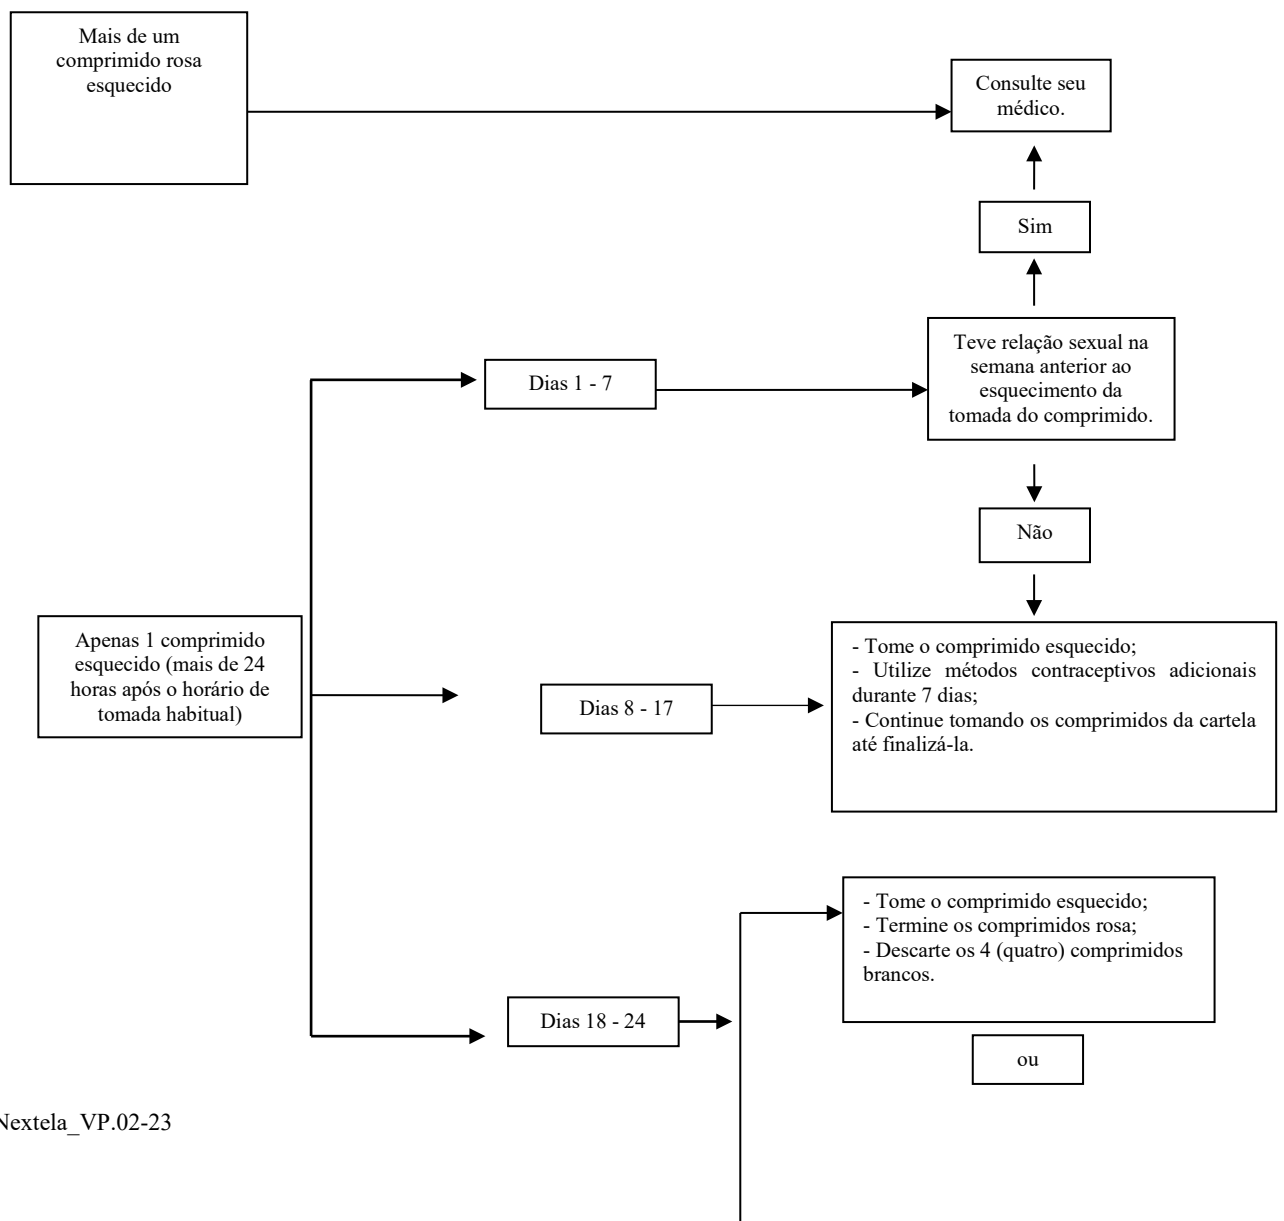 Mais de um
comprimido rosa
esquecido
Consulte seu
médico.
Sim
Teve relação sexual na
semana anterior ao
esquecimento da
tomada do comprimido.
Dias 1 - 7
Não
Apenas 1 comprimido
esquecido (mais de 24
horas após o horário de
tomada habitual)
Dias 8 - 17
- Tome o comprimido esquecido;
- Utilize métodos contraceptivos adicionais
durante 7 dias;
- Continue tomando os comprimidos da cartela
até finalizá-la.
- Tome o comprimido esquecido;
- Termine os comprimidos rosa;
- Descarte os 4 (quatro) comprimidos
brancos.
Dias 18 - 24
ou
Nextela_VP.02-23